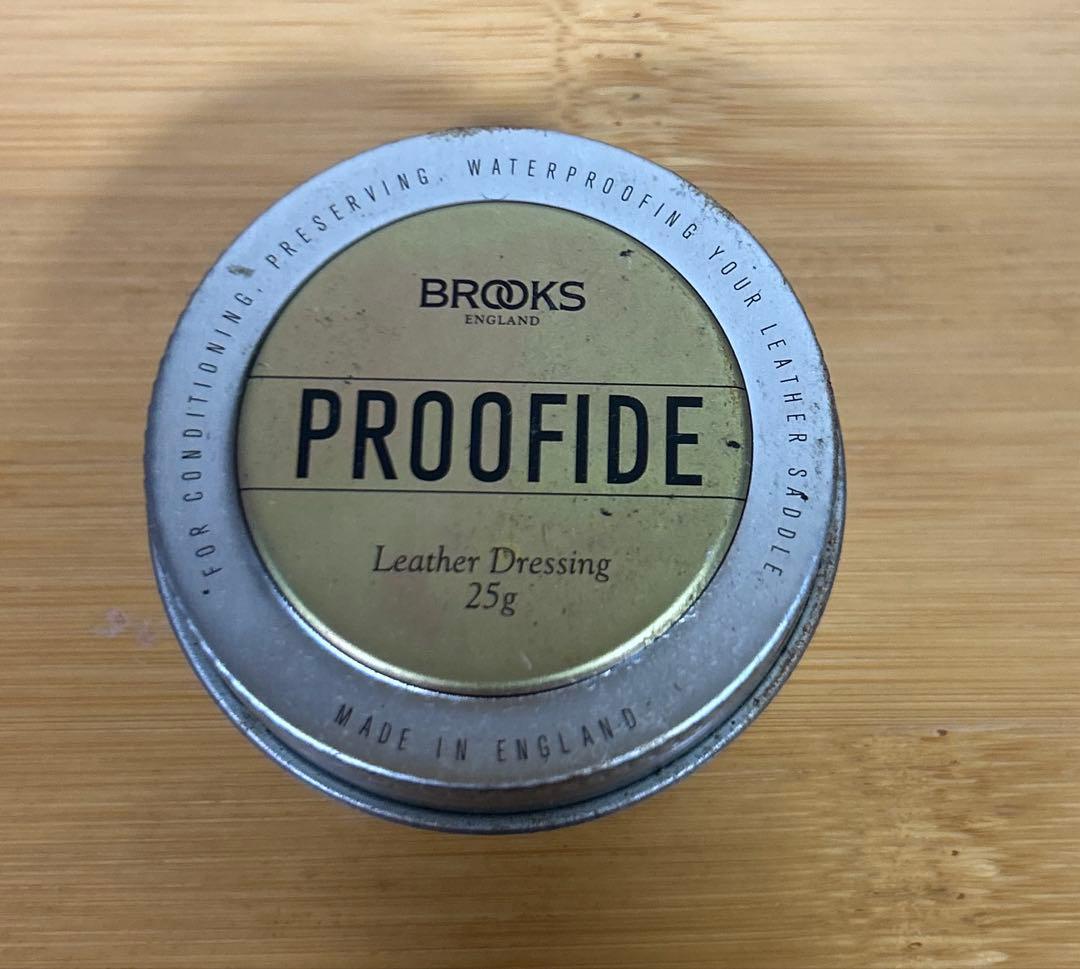 • FOR CONDITIONING, PRESERVING, WATERPROOFING YOUR LEATHER SADDLE
BROOKS
ENGLAND
PROOFIDE
Leather Dressing
25g
MADE IN ENGLAND